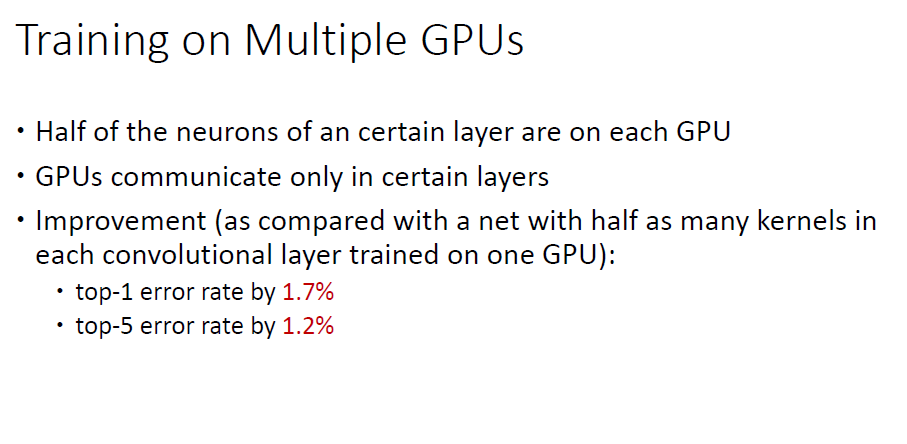 Training on Multiple GPUs
• Half of the neurons of an certain layer are on each GPU
• GPUs communicate only in certain layers
• Improvement (as compared with a net with half as many kernels in
each convolutional layer trained on one GPU):
• top-1 error rate by 1.7%
• top-5 error rate by 1.2%